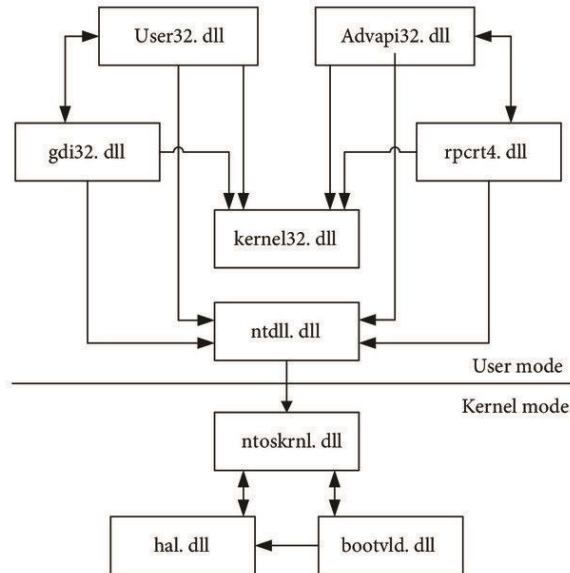 User32. dll
Advapi32. dll
gdi32. dll
rpcrt4. dll
kernel32. dll
ntdll. dll
User mode
Kernel mode
ntoskrnl. dll
hal. dll
bootvld. dll